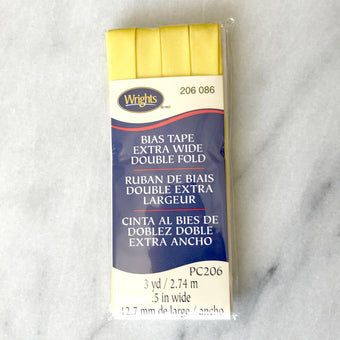 206 086
Wrights
BIAS TAPE
EXTRA WIDE
DOUBLE FOLD
RUBAN DE BIAIS
DOUBLE EXTRA
LARGEUR
CINTA AL BIES DE
DOBLEZ DOBLE
EXTRA ANCHO
PC206
3 yd / 2.74 m
.5 in wide
12.7 mm de large / ancho